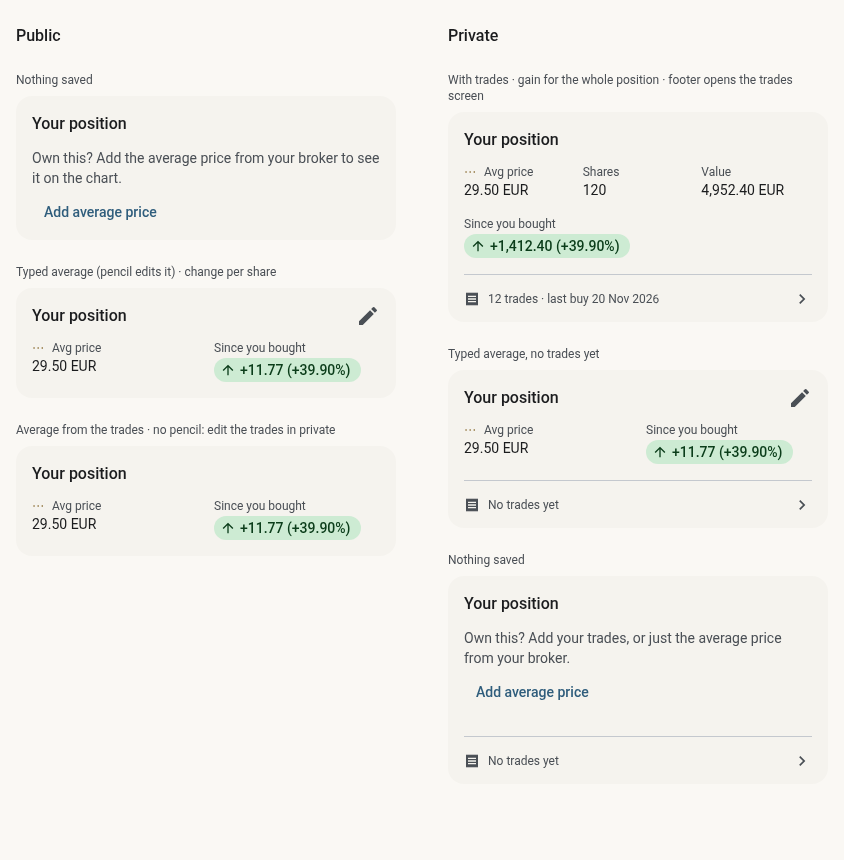 Public
Nothing saved
Your position
Own this? Add the average price from your broker to see
it on the chart.
Add average price
Typed average (pencil edits it) · change per share
Your position
Avg price
Since you bought
29.50 EUR
+11.77 (+39.90%)
Average from the trades · no pencil: edit the trades in private
Your position
Avg price
Since you bought
29.50 EUR
+11.77 (+39.90%)
Private
With trades · gain for the whole position · footer opens the trades
screen
Your position
Avg price
Shares
Value
29.50 EUR
120
4,952.40 EUR
Since you bought
+1,412.40 (+39.90%)
12 trades · last buy 20 Nov 2026
Typed average, no trades yet
Your position
Avg price
Since you bought
29.50 EUR
+11.77 (+39.90%)
No trades yet
Nothing saved
Your position
Own this? Add your trades, or just the average price
from your broker.
Add average price
No trades yet